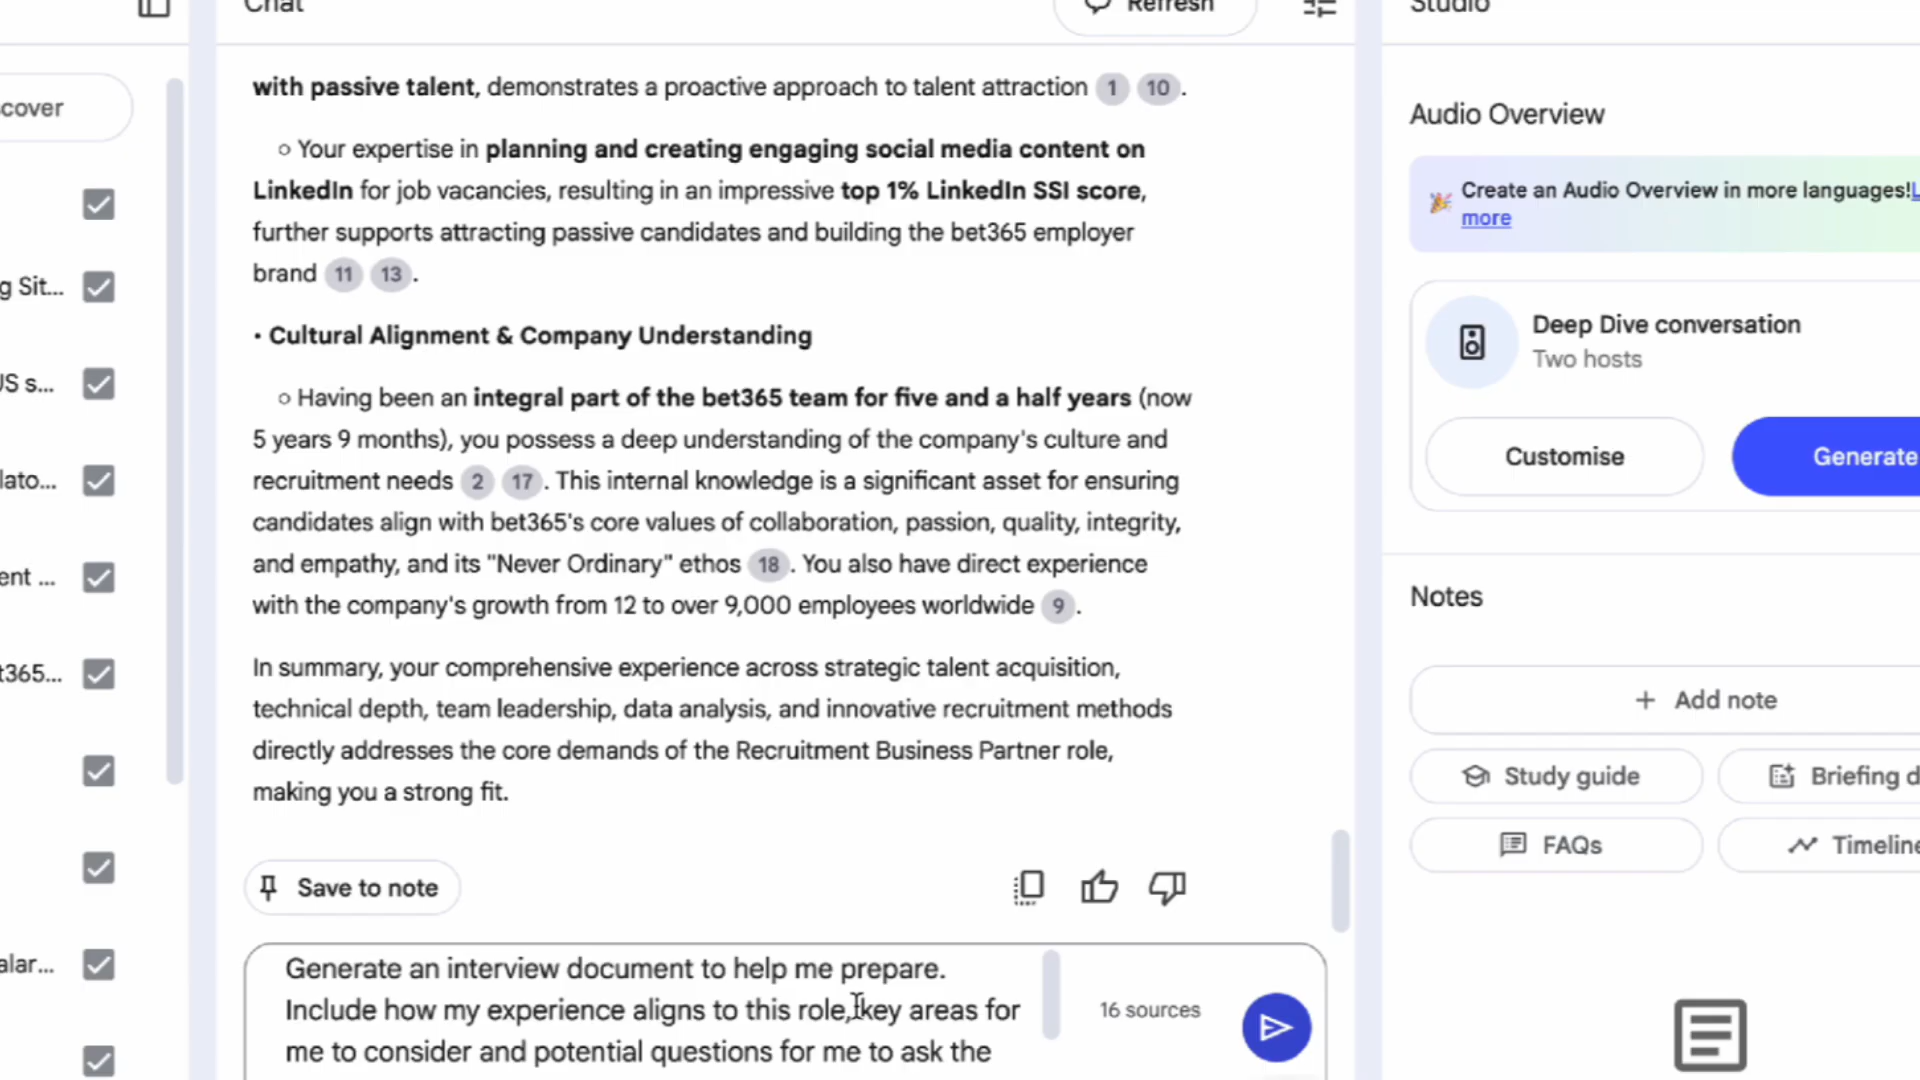 Chat
Refresh
Studio
cover
g Sit...
US s...
lato...
ent ...
t365...
alar...
with passive talent, demonstrates a proactive approach to talent attraction 1 10 .
○ Your expertise in planning and creating engaging social media content on
LinkedIn for job vacancies, resulting in an impressive top 1% LinkedIn SSI score,
further supports attracting passive candidates and building the bet365 employer
brand 11 13 .
• Cultural Alignment & Company Understanding
○ Having been an integral part of the bet365 team for five and a half years (now
5 years 9 months), you possess a deep understanding of the company's culture and
recruitment needs 2 17 . This internal knowledge is a significant asset for ensuring
candidates align with bet365's core values of collaboration, passion, quality, integrity,
and empathy, and its "Never Ordinary" ethos 18 . You also have direct experience
with the company's growth from 12 to over 9,000 employees worldwide 9 .
In summary, your comprehensive experience across strategic talent acquisition,
technical depth, team leadership, data analysis, and innovative recruitment methods
directly addresses the core demands of the Recruitment Business Partner role,
making you a strong fit.
Save to note
Generate an interview document to help me prepare.
Include how my experience aligns to this role, key areas for
me to consider and potential questions for me to ask the
16 sources
Audio Overview
Create an Audio Overview in more languages!
more
Deep Dive conversation
Two hosts
Customise
Generate
Notes
+ Add note
Study guide
Briefing d
FAQs
Timeline